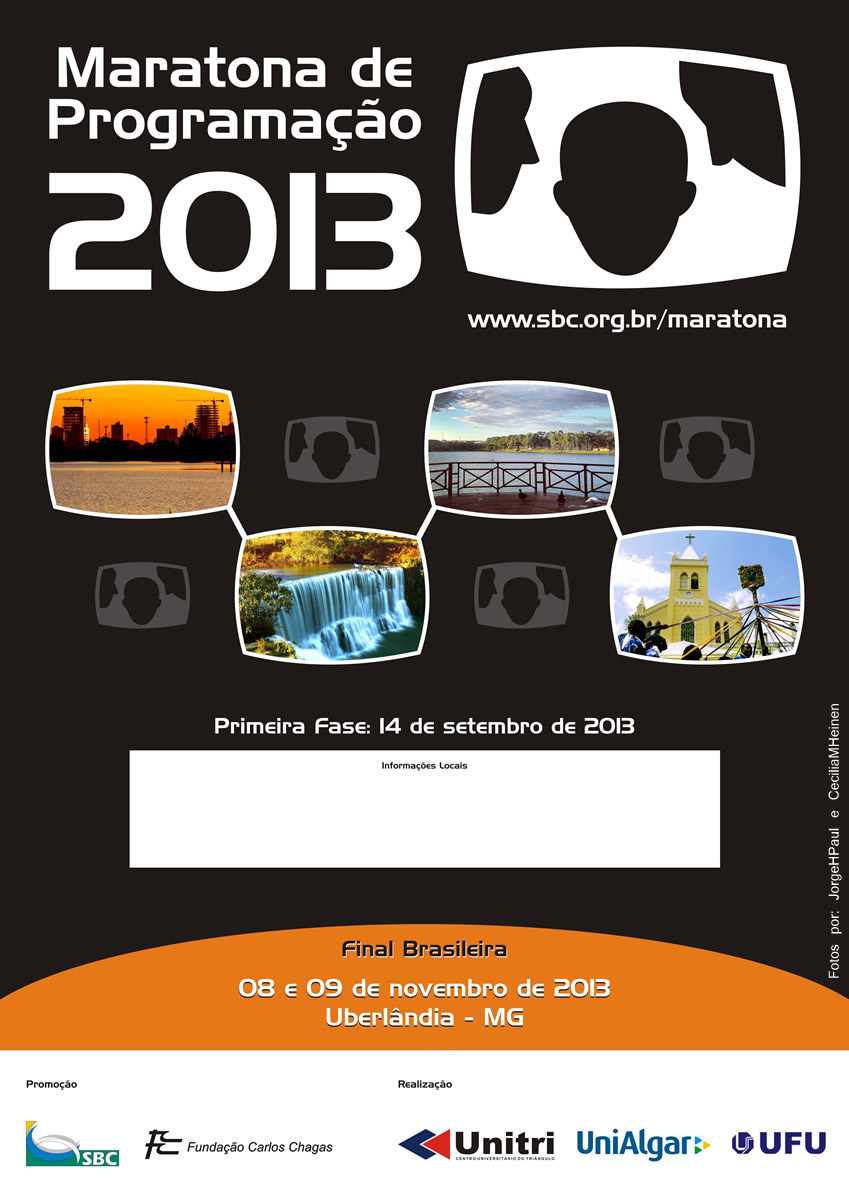 Maratona de
Programação
2013
www.sbc.org.br/maratona
Primeira Fase: 14 de setembro de 2013
Informações Locais
Fotos por: JorgeHPaul e CeciliaMHeinen
Final Brasileira
08 e 09 de novembro de 2013
Uberlândia - MG
Promoção
Realização
SBC
FC Fundação Carlos Chagas
Unitri
CENTRO UNIVERSITÁRIO DO TRIÂNGULO
UniAlgar
UFU